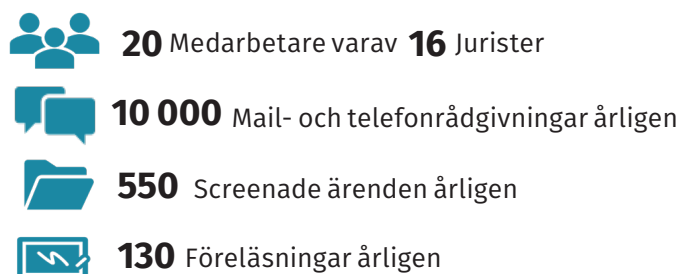 20 Medarbetare varav 16 Jurister
10 000 Mail- och telefonrådgivningar årligen
550 Screenade ärenden årligen
130 Föreläsningar årligen